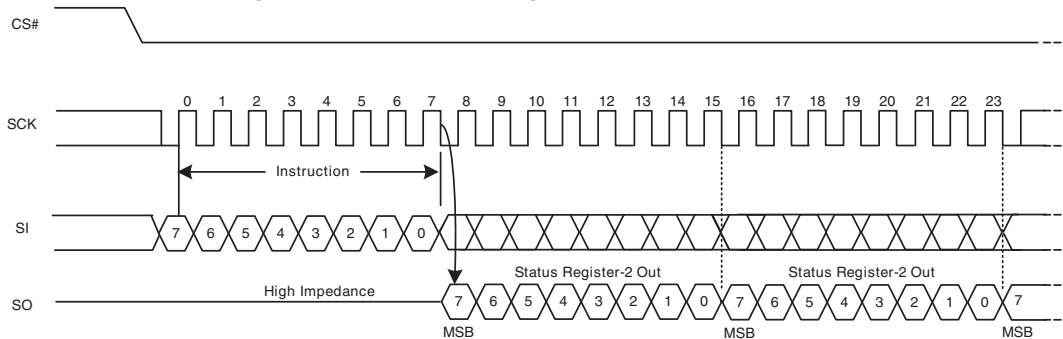 CS#
SCK
0 1 2 3 4 5 6 7 8 9 10 11 12 13 14 15 16 17 18 19 20 21 22 23
Instruction
SI
7 6 5 4 3 2 1 0
Status Register-2 Out Status Register-2 Out
High Impedance
SO
7 6 5 4 3 2 1 0 7 6 5 4 3 2 1 0 7
MSB MSB MSB